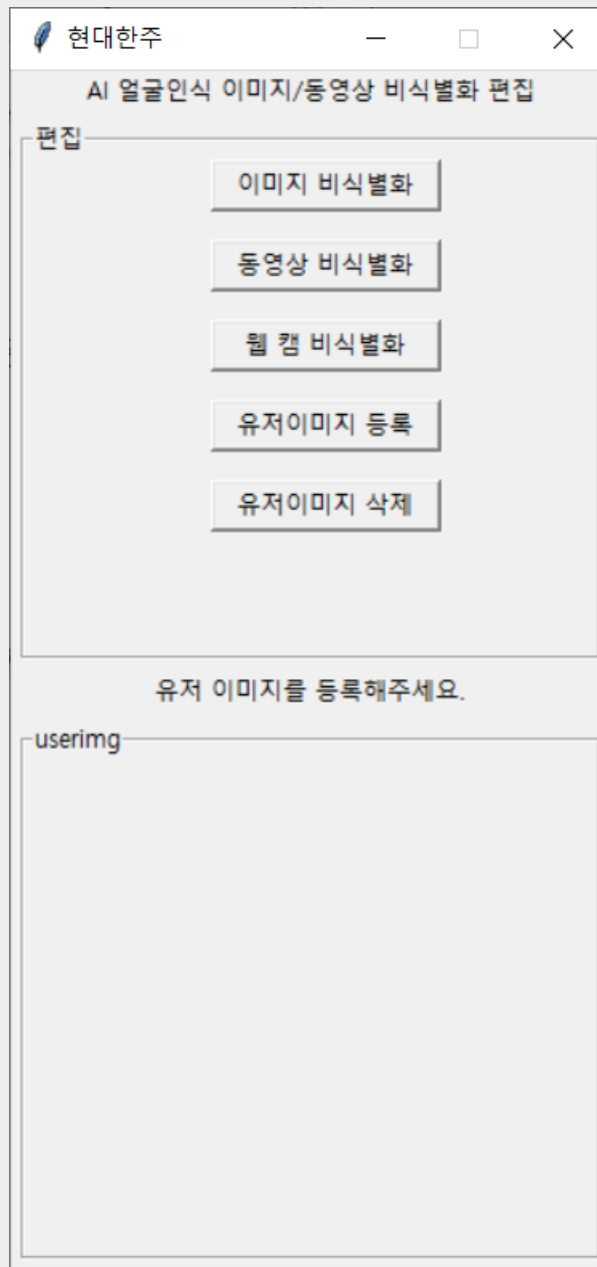 현대한주
AI 얼굴인식 이미지/동영상 비식별화 편집
편집
이미지 비식별화
동영상 비식별화
웹 캠 비식별화
유저이미지 등록
유저이미지 삭제
유저 이미지를 등록해주세요.
userimg